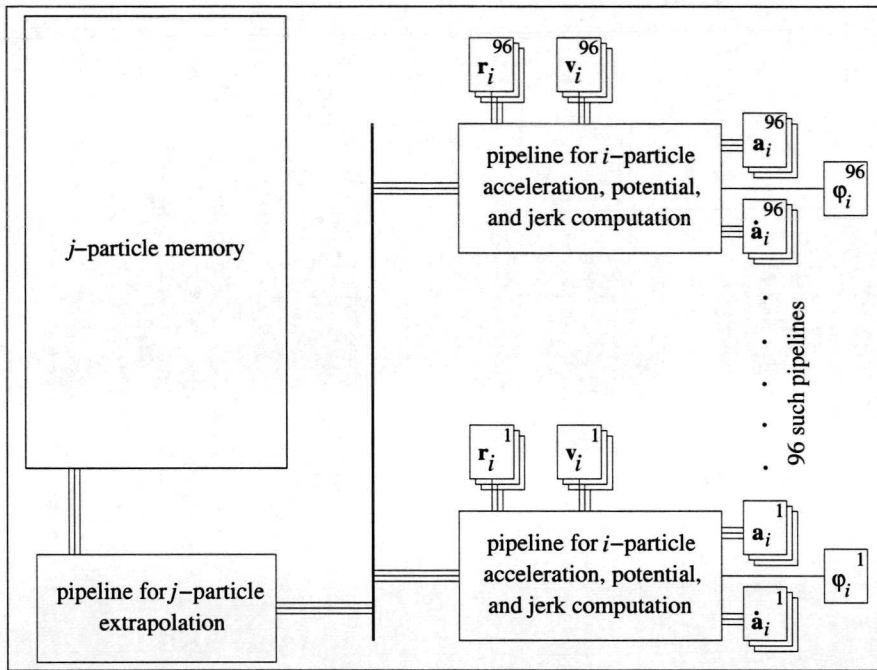 j–particle memory
pipeline for j–particle
extrapolation
r_i^96
v_i^96
pipeline for i–particle
acceleration, potential,
and jerk computation
a_i^96
φ_i^96
ȧ_i^96
96 such pipelines
r_i^1
v_i^1
pipeline for i–particle
acceleration, potential,
and jerk computation
a_i^1
φ_i^1
ȧ_i^1